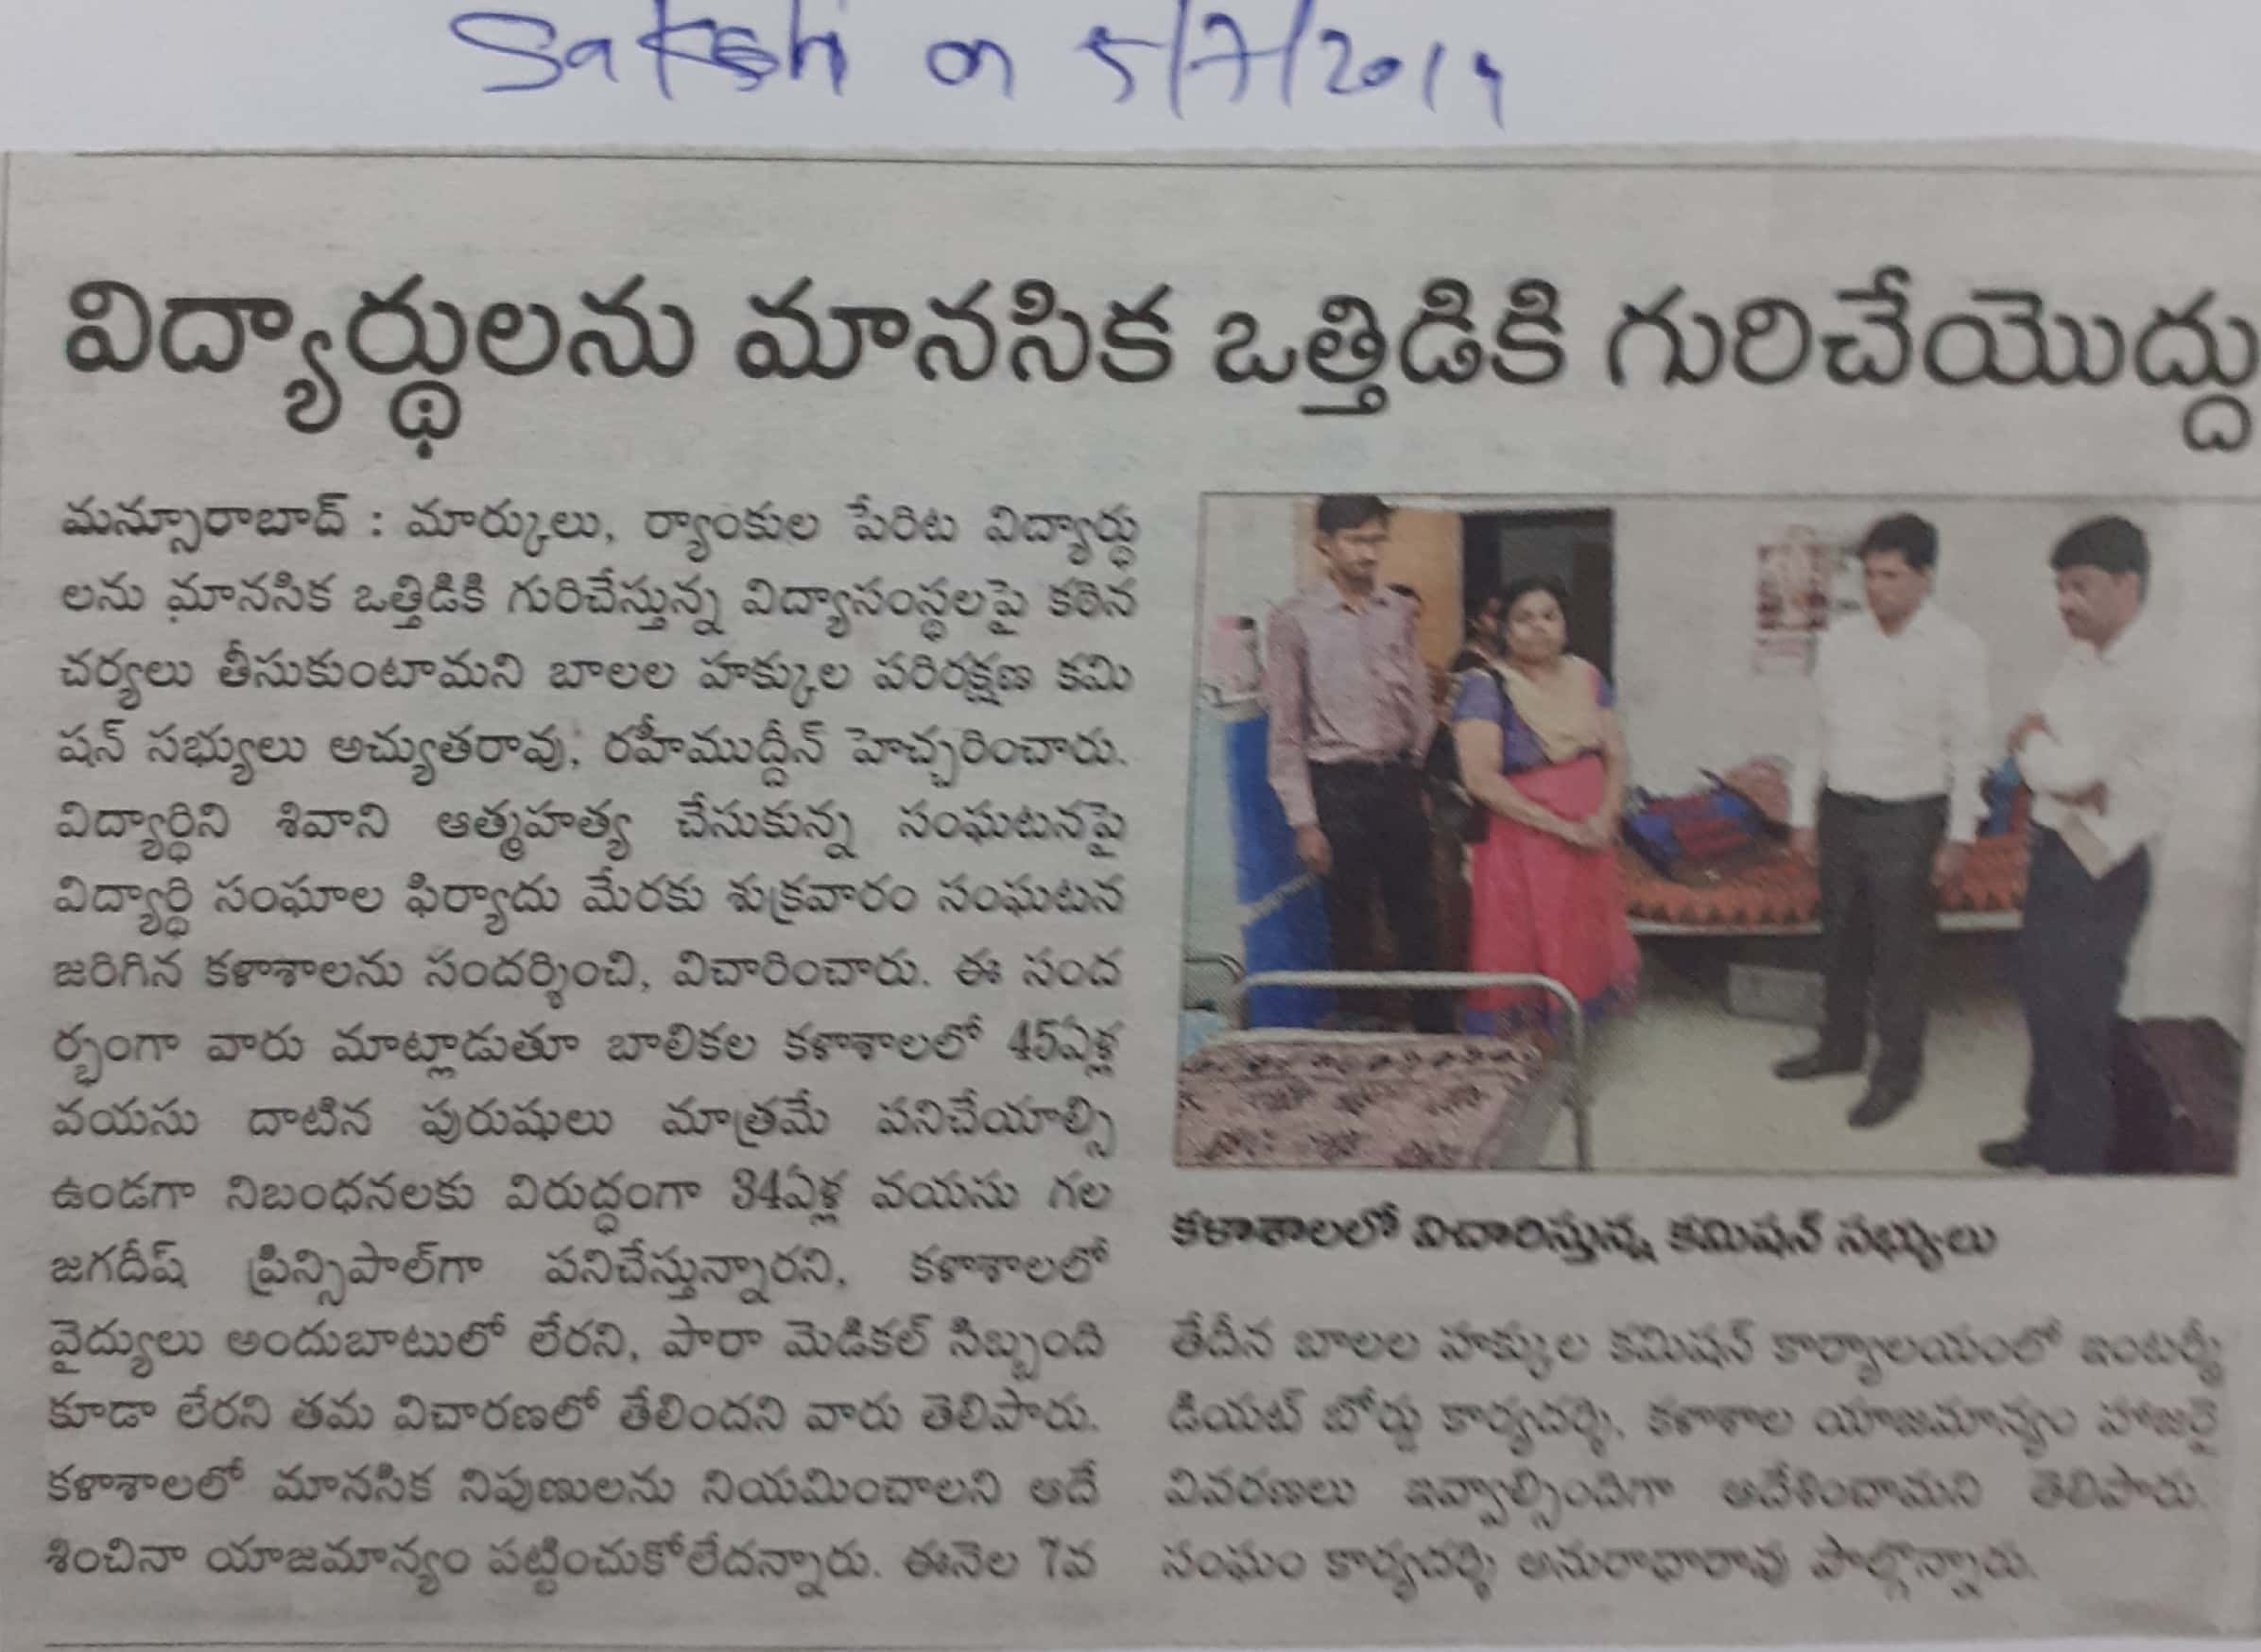 Sakshi on 5/7/2014
విద్యార్థులను మానసిక ఒత్తిడికి గురిచేయొద్దు
మన్సూరాబాద్ : మార్కులు, ర్యాంకుల పేరిట విద్యార్థు
లను మానసిక ఒత్తిడికి గురిచేస్తున్న విద్యాసంస్థలపై కఠిన
చర్యలు తీసుకుంటామని బాలల హక్కుల పరిరక్షణ కమి
షన్ సభ్యులు అచ్యుతరావు, రహీముద్దీన్ హెచ్చరించారు.
విద్యార్థిని శివాని ఆత్మహత్య చేసుకున్న సంఘటనపై
విద్యార్థి సంఘాల ఫిర్యాదు మేరకు శుక్రవారం సంఘటన
జరిగిన కళాశాలను సందర్శించి, విచారించారు. ఈ సంద
ర్భంగా వారు మాట్లాడుతూ బాలికల కళాశాలలో 45ఏళ్ల
వయసు దాటిన పురుషులు మాత్రమే పనిచేయాల్సి
ఉండగా నిబంధనలకు విరుద్ధంగా 34ఏళ్ల వయసు గల
జగదీష్ ప్రిన్సిపాల్‌గా పనిచేస్తున్నారని, కళాశాలలో
వైద్యులు అందుబాటులో లేరని, పారా మెడికల్ సిబ్బంది
కూడా లేరని తమ విచారణలో తేలిందని వారు తెలిపారు.
కళాశాలలో మానసిక నిపుణులను నియమించాలని ఆదే
శించినా యాజమాన్యం పట్టించుకోలేదన్నారు. ఈనెల 7వ
కళాశాలలో విచారిస్తున్న కమిషన్ సభ్యులు
తేదీన బాలల హక్కుల కమిషన్ కార్యాలయంలో ఇంటర్మీ
డియట్ బోర్డు కార్యదర్శి, కళాశాల యాజమాన్యం హాజరై
వివరణలు ఇవ్వాల్సిందిగా ఆదేశించామని తెలిపారు.
సంఘం కార్యదర్శి అనురాధారావు పాల్గొన్నారు.